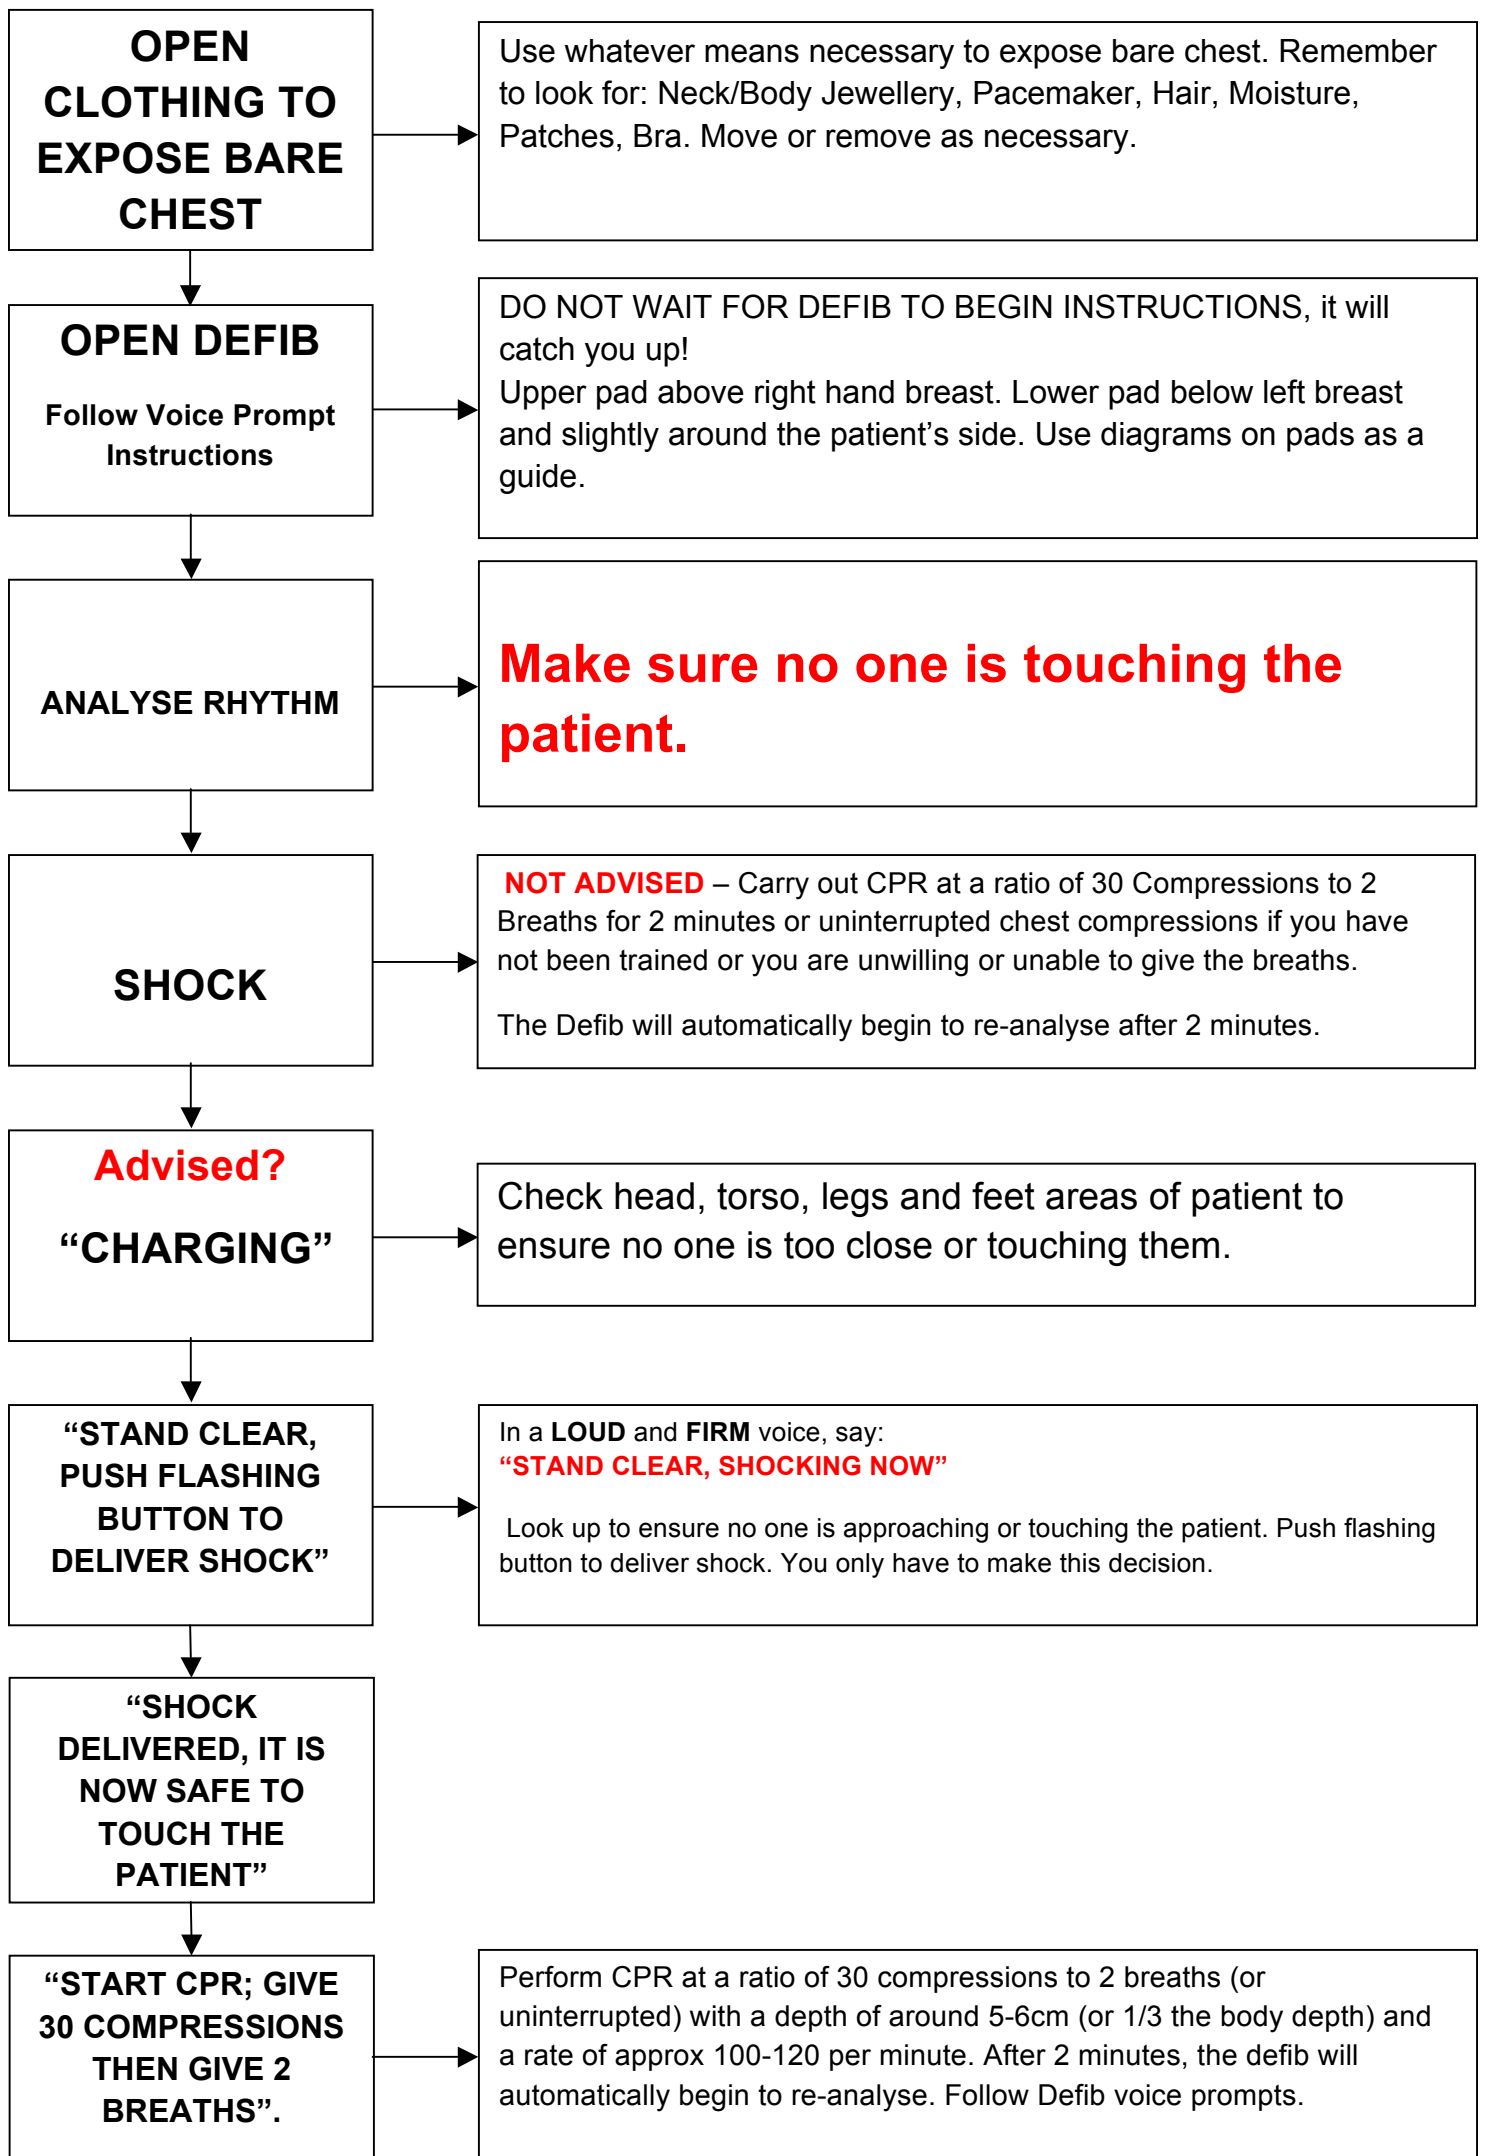 OPEN
CLOTHING TO
EXPOSE BARE
CHEST
Use whatever means necessary to expose bare chest. Remember
to look for: Neck/Body Jewellery, Pacemaker, Hair, Moisture,
Patches, Bra. Move or remove as necessary.
OPEN DEFIB
Follow Voice Prompt
Instructions
DO NOT WAIT FOR DEFIB TO BEGIN INSTRUCTIONS, it will
catch you up!
Upper pad above right hand breast. Lower pad below left breast
and slightly around the patient’s side. Use diagrams on pads as a
guide.
ANALYSE RHYTHM
Make sure no one is touching the
patient.
SHOCK
NOT ADVISED – Carry out CPR at a ratio of 30 Compressions to 2
Breaths for 2 minutes or uninterrupted chest compressions if you have
not been trained or you are unwilling or unable to give the breaths.
The Defib will automatically begin to re-analyse after 2 minutes.
Advised?
“CHARGING”
Check head, torso, legs and feet areas of patient to
ensure no one is too close or touching them.
“STAND CLEAR,
PUSH FLASHING
BUTTON TO
DELIVER SHOCK”
In a LOUD and FIRM voice, say:
“STAND CLEAR, SHOCKING NOW”
Look up to ensure no one is approaching or touching the patient. Push flashing
button to deliver shock. You only have to make this decision.
“SHOCK
DELIVERED, IT IS
NOW SAFE TO
TOUCH THE
PATIENT”
“START CPR; GIVE
30 COMPRESSIONS
THEN GIVE 2
BREATHS”.
Perform CPR at a ratio of 30 compressions to 2 breaths (or
uninterrupted) with a depth of around 5-6cm (or 1/3 the body depth) and
a rate of approx 100-120 per minute. After 2 minutes, the defib will
automatically begin to re-analyse. Follow Defib voice prompts.